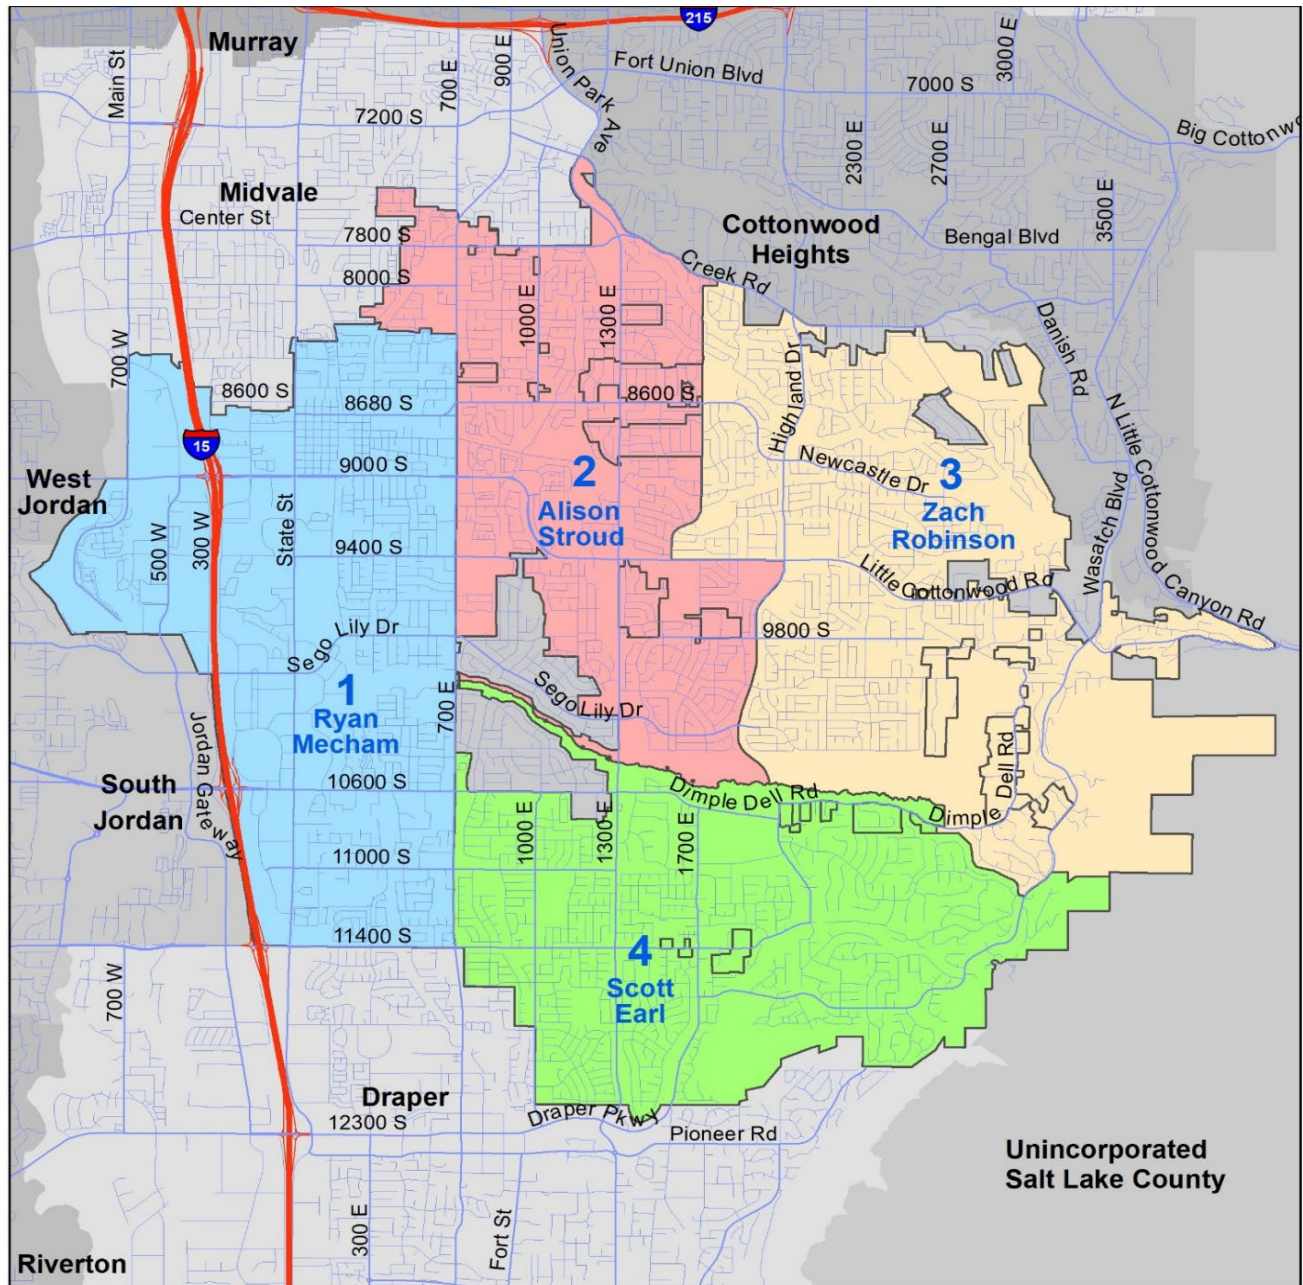 215
Murray
Main St
700 E
900 E
Union Park Ave
Fort Union Blvd
3000 E
7000 S
7200 S
Big Cottonwo
2300 E
2700 E
Midvale
Center St
3500 E
Cottonwood
Heights
7800 S
Bengal Blvd
8000 S
Creek Rd
1000 E
1300 E
Danish Rd
700 W
8600 S
8680 S
8600 S
Highland Dr
N Little Cottonwood Canyon Rd
15
9000 S
Newcastle Dr
West
Jordan
2
Alison
Stroud
3
Zach
Robinson
Wasatch Blvd
500 W
300 W
State St
9400 S
Little Cottonwood Rd
Sego Lily Dr
9800 S
1
Ryan
Mecham
700 E
Sego Lily Dr
Jordan Gateway
South
Jordan
10600 S
Dimple Dell Rd
Dimple Dell Rd
1000 E
1300 E
1700 E
11000 S
11400 S
4
Scott
Earl
700 W
Draper
12300 S
Draper Pkwy
Pioneer Rd
Unincorporated
Salt Lake County
300 E
Fort St
Riverton